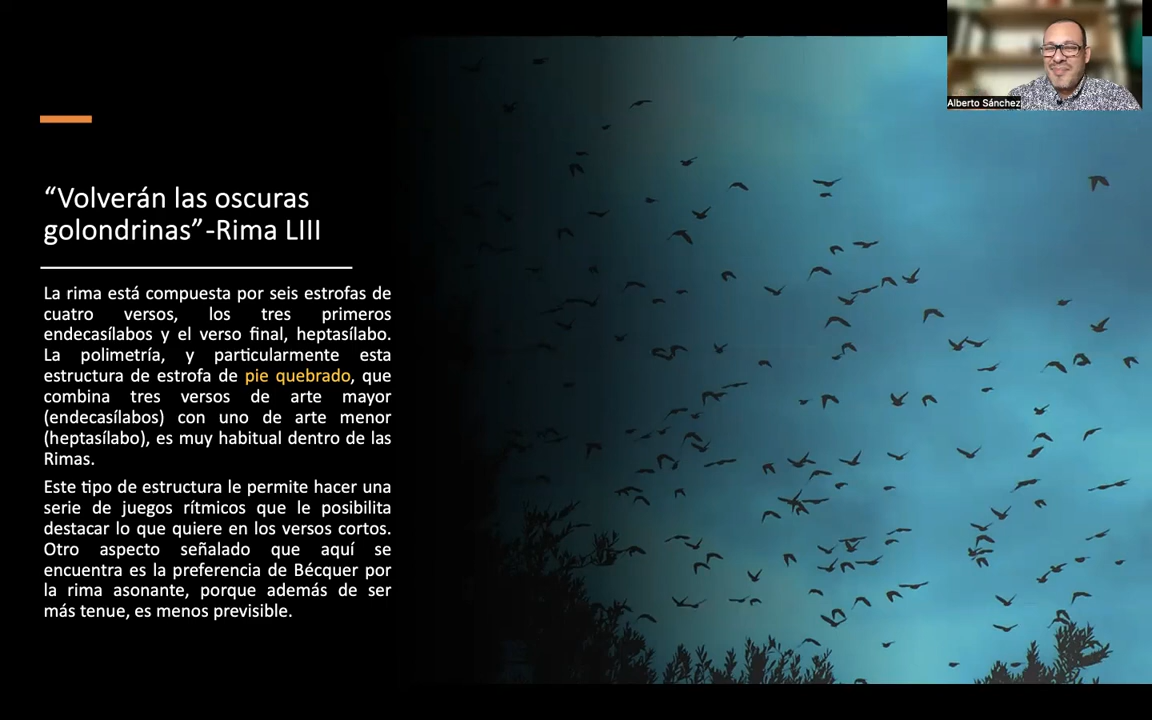 Alberto Sánchez
“Volverán las oscuras
golondrinas”-Rima LIII
La rima está compuesta por seis estrofas de
cuatro versos, los tres primeros
endecasílabos y el verso final, heptasílabo.
La polimetría, y particularmente esta
estructura de estrofa de pie quebrado, que
combina tres versos de arte mayor
(endecasílabos) con uno de arte menor
(heptasílabo), es muy habitual dentro de las
Rimas.
Este tipo de estructura le permite hacer una
serie de juegos rítmicos que le posibilita
destacar lo que quiere en los versos cortos.
Otro aspecto señalado que aquí se
encuentra es la preferencia de Bécquer por
la rima asonante, porque además de ser
más tenue, es menos previsible.